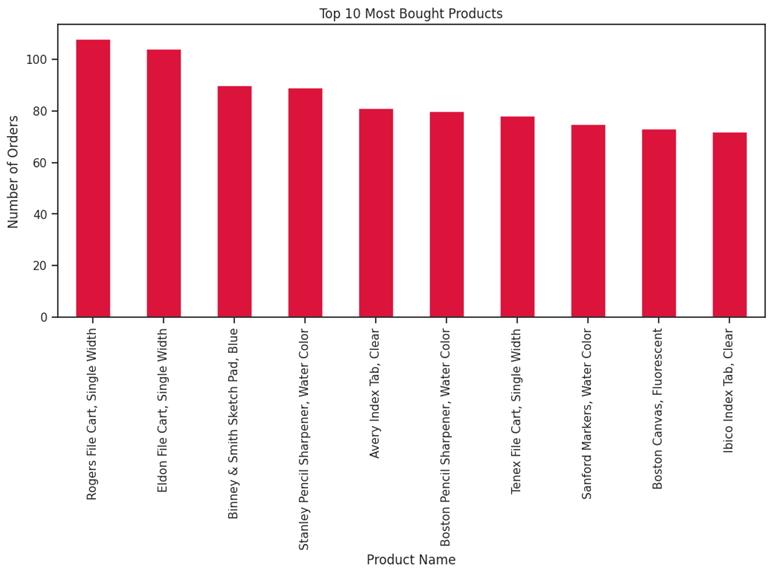 Top 10 Most Bought Products
Number of Orders
100
80
60
40
20
0
Rogers File Cart, Single Width
Eldon File Cart, Single Width
Binney & Smith Sketch Pad, Blue
Stanley Pencil Sharpener, Water Color
Avery Index Tab, Clear
Boston Pencil Sharpener, Water Color
Tenex File Cart, Single Width
Sanford Markers, Water Color
Boston Canvas, Fluorescent
Ibico Index Tab, Clear
Product Name